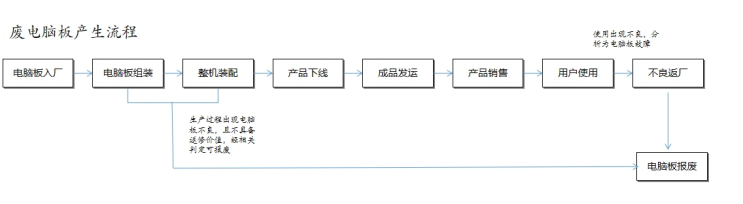 废电脑板产生流程
使用出现不良，分
析为电脑板故障
电脑板入厂
电脑板组装
整机装配
产品下线
成品发运
产品销售
用户使用
不良返厂
生产过程出现电脑
板不良，且不具备
返修价值，经相关
判定可报废
电脑板报废